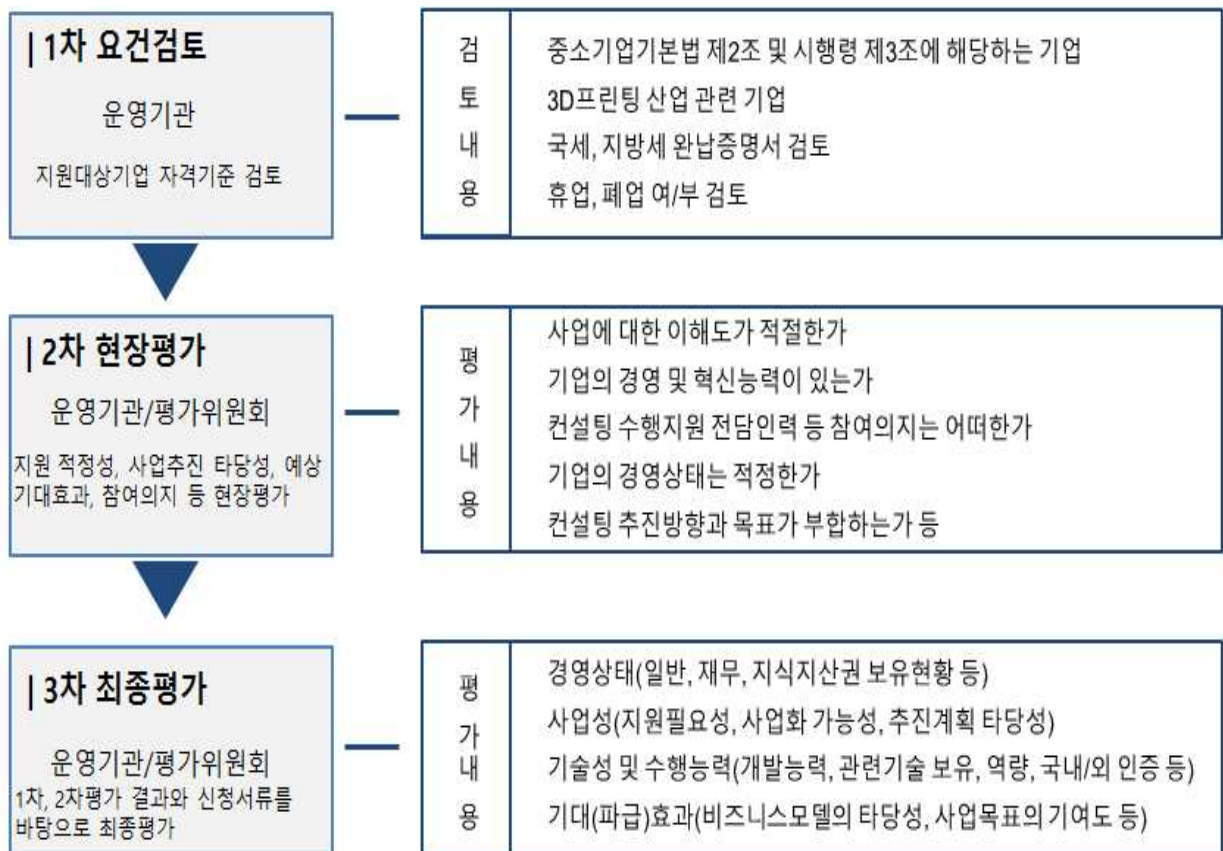 | 1차 요건검토
운영기관
지원대상기업 자격기준 검토
검
토
내
용
중소기업기본법 제2조 및 시행령 제3조에 해당하는 기업
3D프린팅 산업 관련 기업
국세, 지방세 완납증명서 검토
휴업, 폐업 여/부 검토
| 2차 현장평가
운영기관/평가위원회
지원 적정성, 사업추진 타당성, 예상
기대효과, 참여의지 등 현장평가
평
가
내
용
사업에 대한 이해도가 적절한가
기업의 경영 및 혁신능력이 있는가
컨설팅 수행지원 전담인력 등 참여의지는 어떠한가
기업의 경영상태는 적정한가
컨설팅 추진방향과 목표가 부합하는가 등
| 3차 최종평가
운영기관/평가위원회
1차, 2차평가 결과와 신청서류를
바탕으로 최종평가
평
가
내
용
경영상태(일반, 재무, 지식지산권 보유현황 등)
사업성(지원필요성, 사업화 가능성, 추진계획 타당성)
기술성 및 수행능력(개발능력, 관련기술 보유, 역량, 국내/외 인증 등)
기대(파급)효과(비즈니스모델의 타당성, 사업목표의 기여도 등)